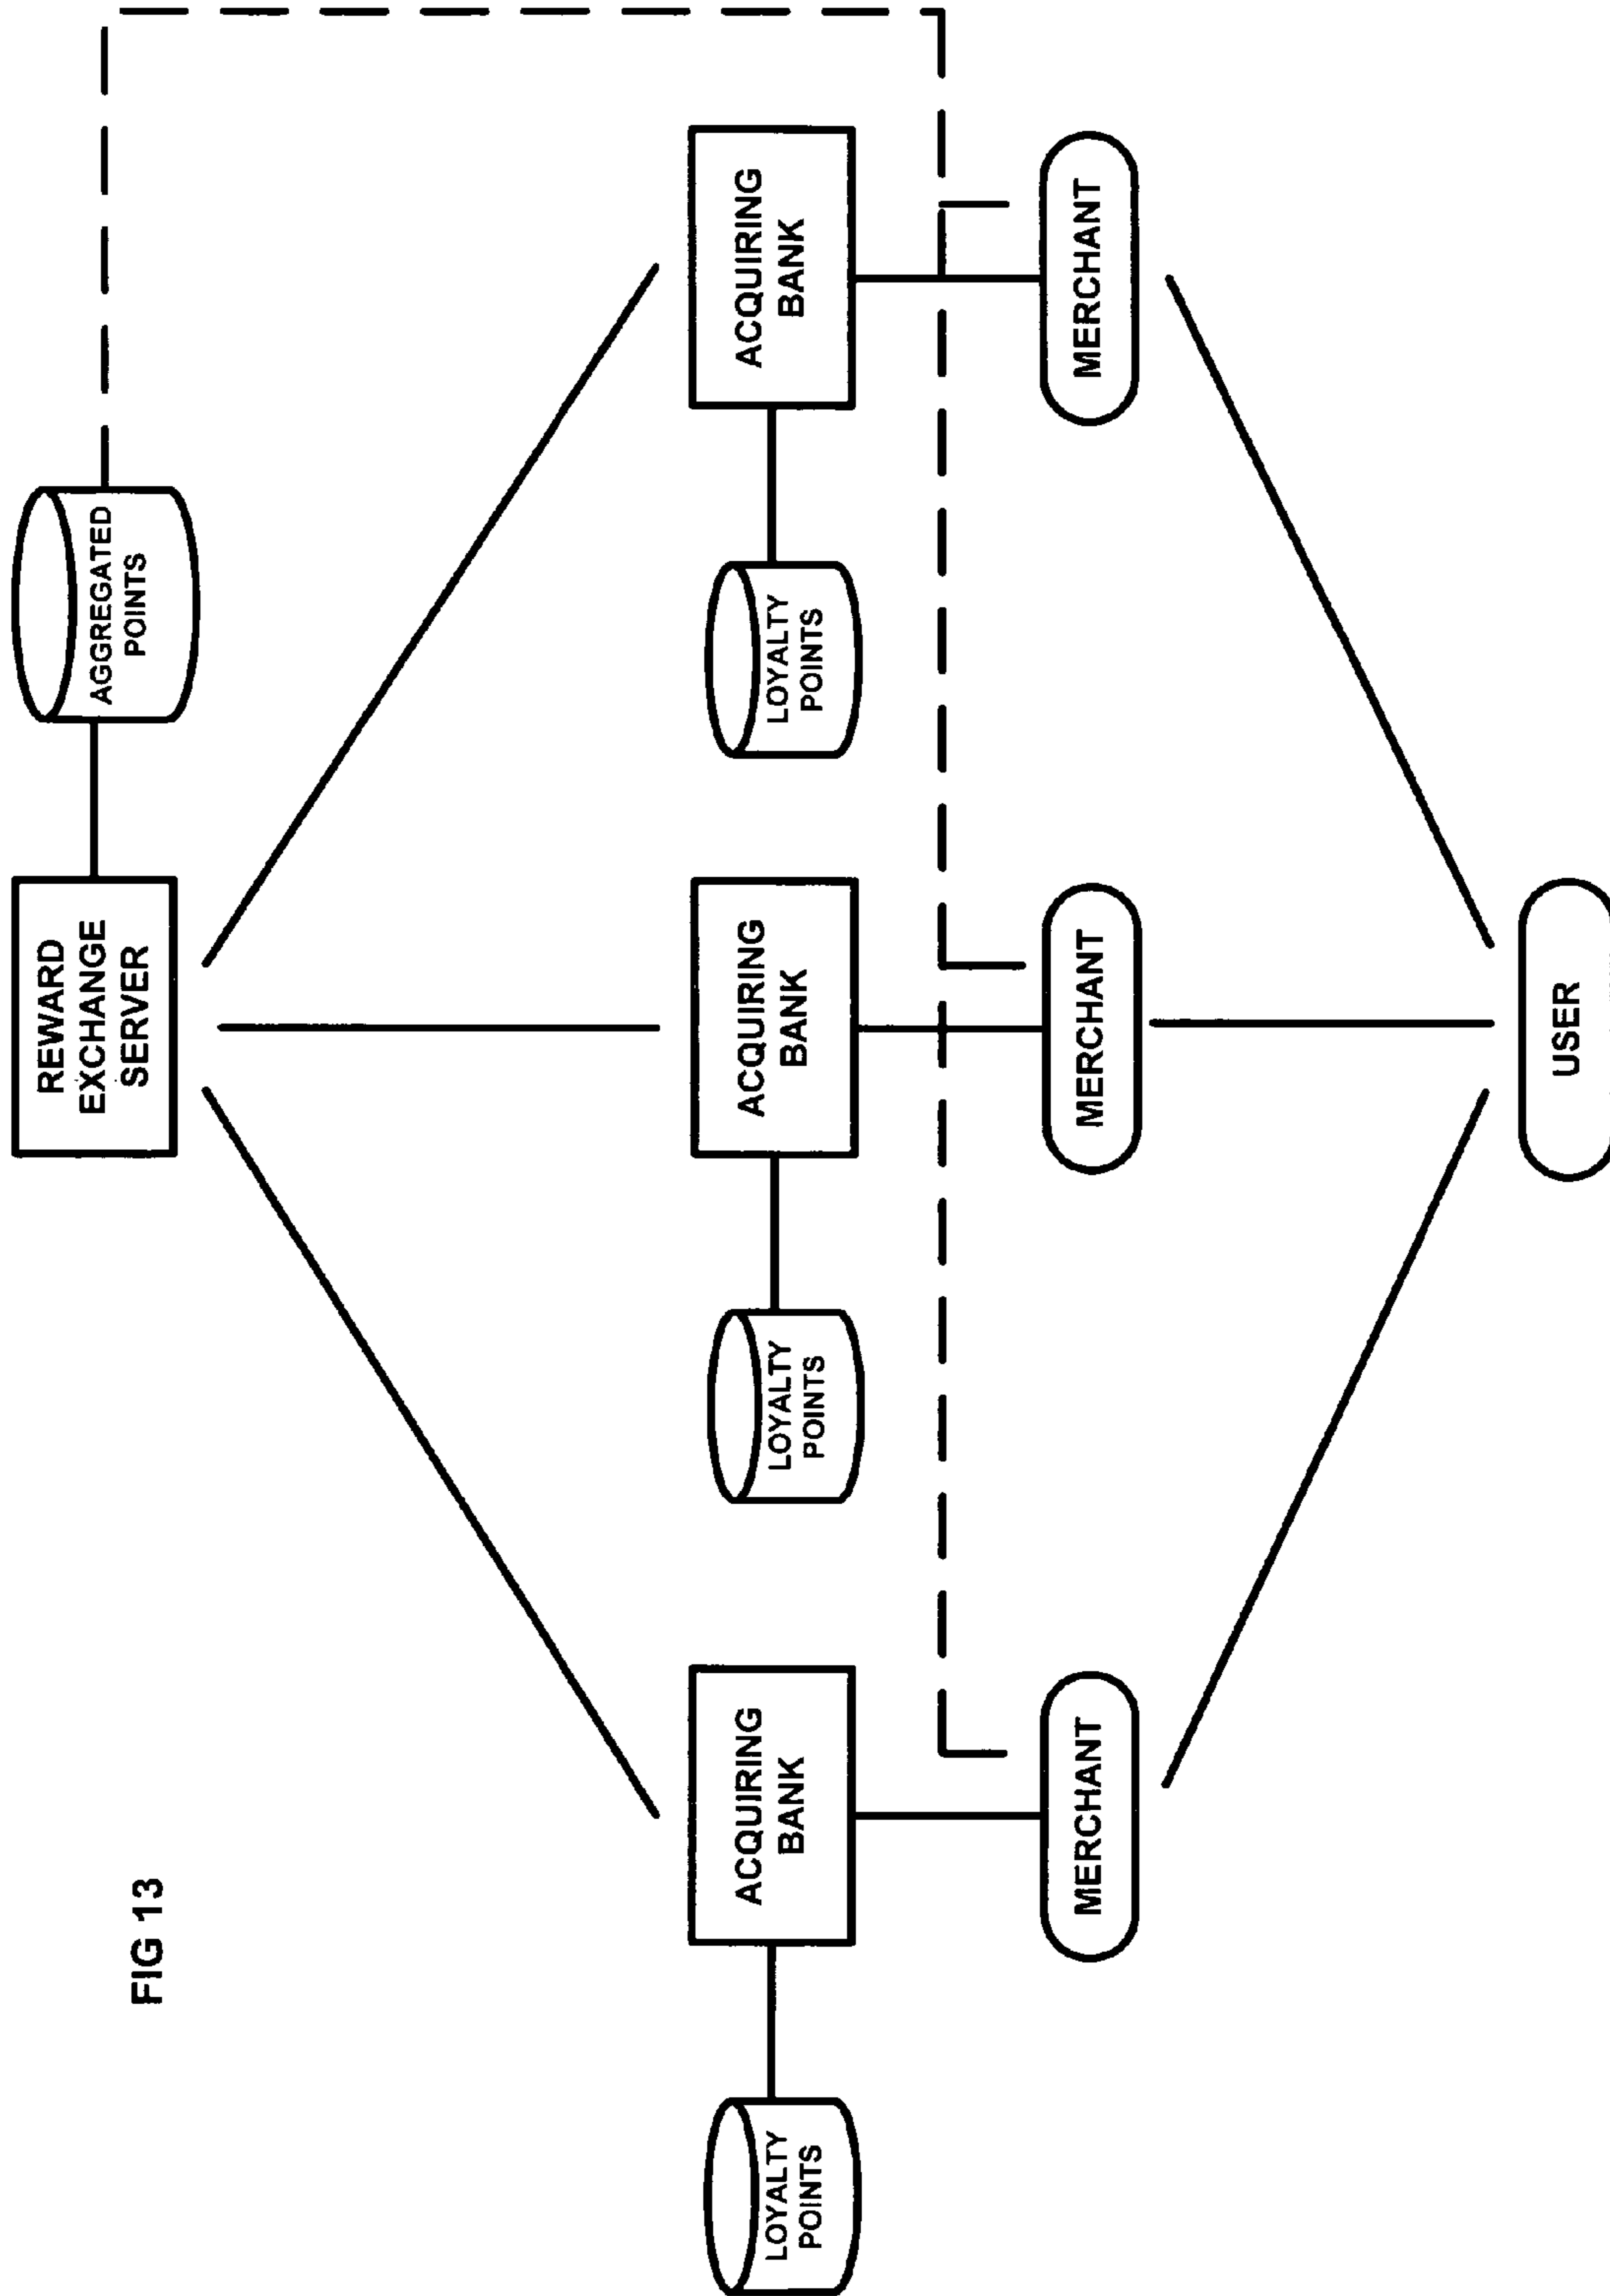 FIG 13
REWARD
EXCHANGE
SERVER
AGGREGATED
POINTS
LOYALTY
POINTS
ACQUIRING
BANK
LOYALTY
POINTS
ACQUIRING
BANK
LOYALTY
POINTS
ACQUIRING
BANK
MERCHANT
MERCHANT
MERCHANT
USER